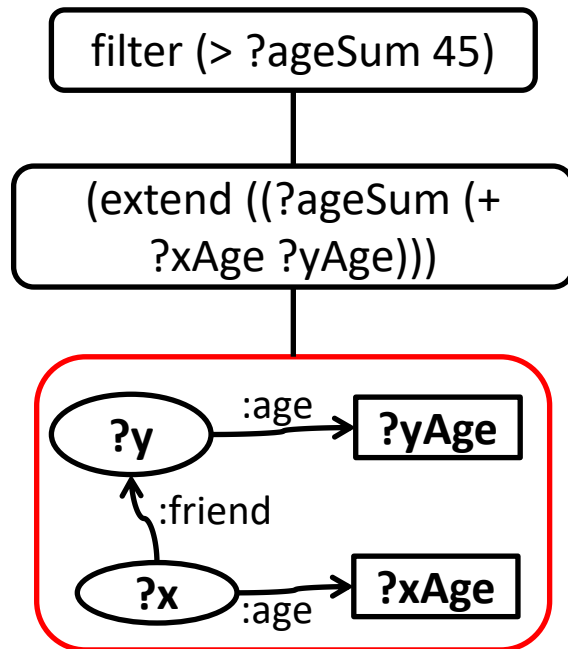 filter (> ?ageSum 45)
(extend ((?ageSum (+
?xAge ?yAge)))
:age
?y
?yAge
:friend
?x
?xAge
:age